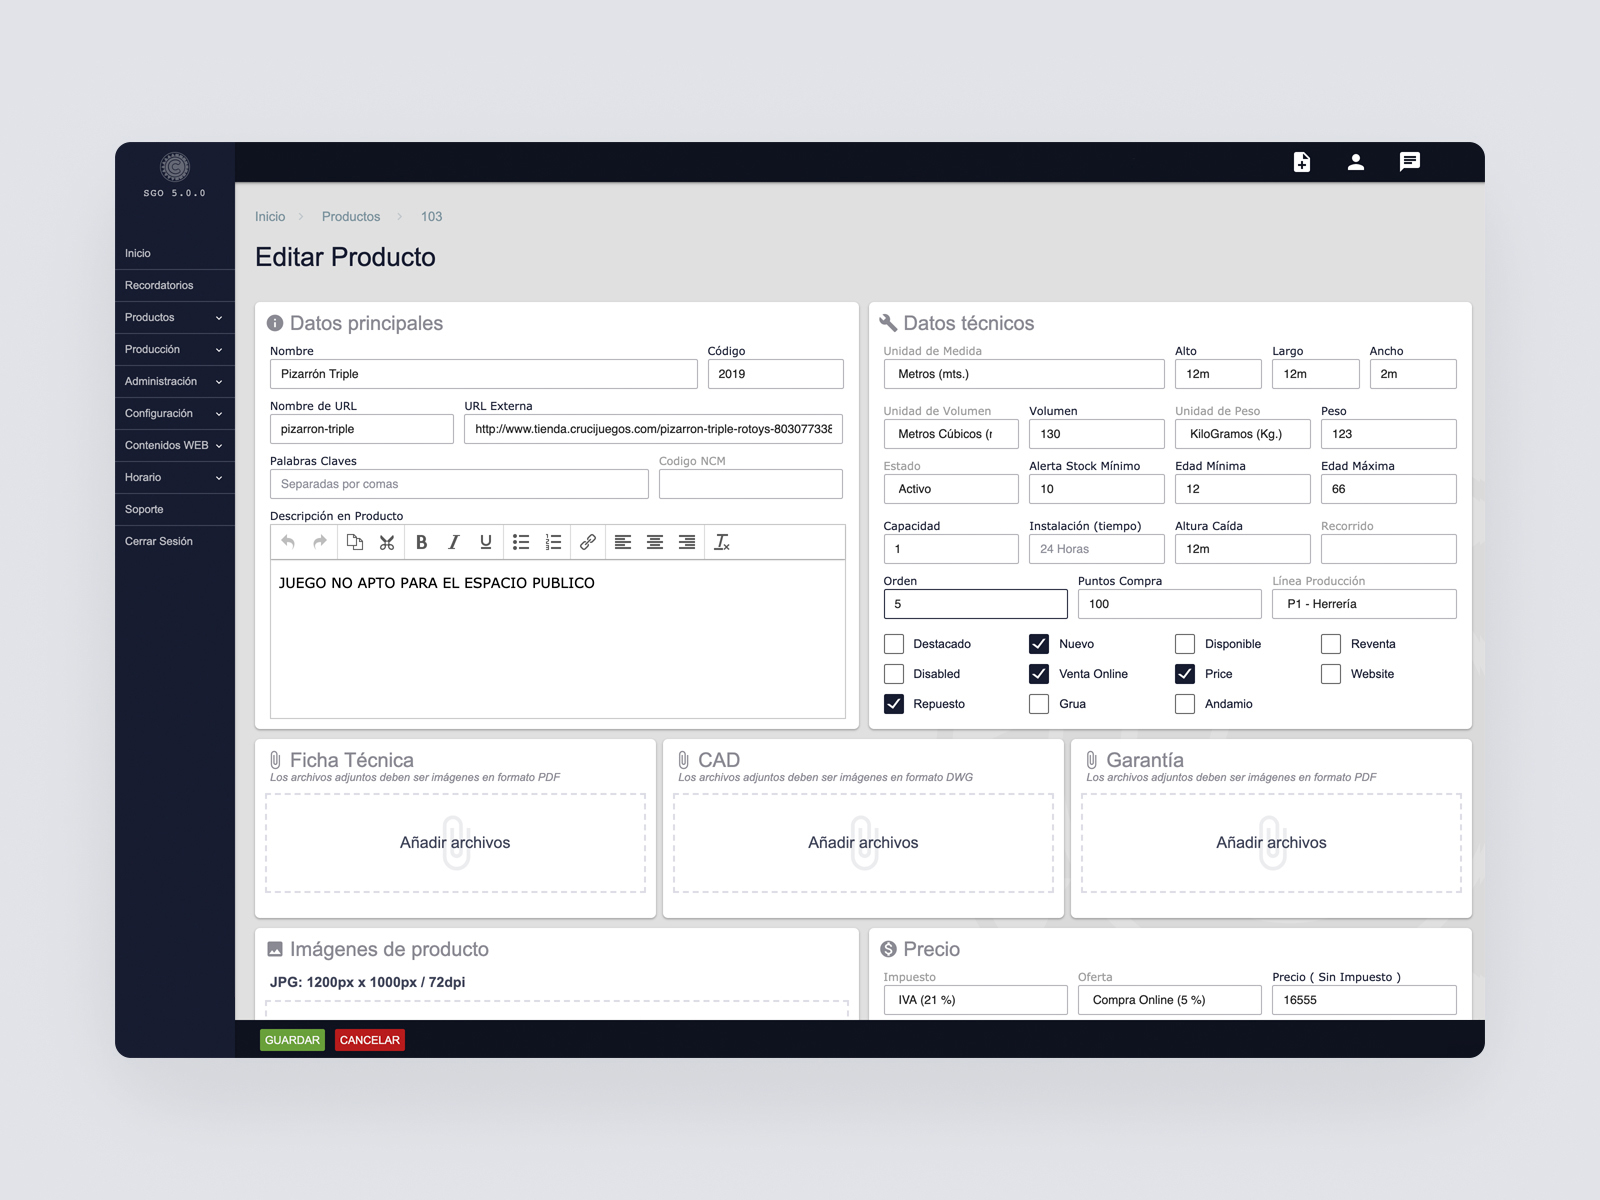 SGO 5.0.0
Inicio
Recordatorios
Productos
Producción
Administración
Configuración
Contenidos WEB
Horario
Soporte
Cerrar Sesión
Inicio > Productos > 103
Editar Producto
Datos principales
Nombre Código
Pizarrón Triple 2019
Nombre de URL URL Externa
pizarron-triple http://www.tienda.crucijuegos.com/pizarron-triple-rotoys-80307733
Palabras Claves Codigo NCM
Separadas por comas
Descripción en Producto
JUEGO NO APTO PARA EL ESPACIO PUBLICO
Datos técnicos
Unidad de Medida Alto Largo Ancho
Metros (mts.) 12m 12m 2m
Unidad de Volumen Volumen Unidad de Peso Peso
Metros Cúbicos ( 130 KiloGramos (Kg.) 123
Estado Alerta Stock Mínimo Edad Mínima Edad Máxima
Activo 10 12 66
Capacidad Instalación (tiempo) Altura Caída Recorrido
1 24 Horas 12m
Orden Puntos Compra Línea Producción
5 100 P1 - Herrería
Destacado Nuevo Disponible Reventa
Disabled Venta Online Price Website
Repuesto Grua Andamio
Ficha Técnica
Los archivos adjuntos deben ser imágenes en formato PDF
Añadir archivos
CAD
Los archivos adjuntos deben ser imágenes en formato DWG
Añadir archivos
Garantía
Los archivos adjuntos deben ser imágenes en formato PDF
Añadir archivos
Imágenes de producto
JPG: 1200px x 1000px / 72dpi
Precio
Impuesto Oferta Precio ( Sin Impuesto )
IVA (21 %) Compra Online (5 %) 16555
GUARDAR CANCELAR